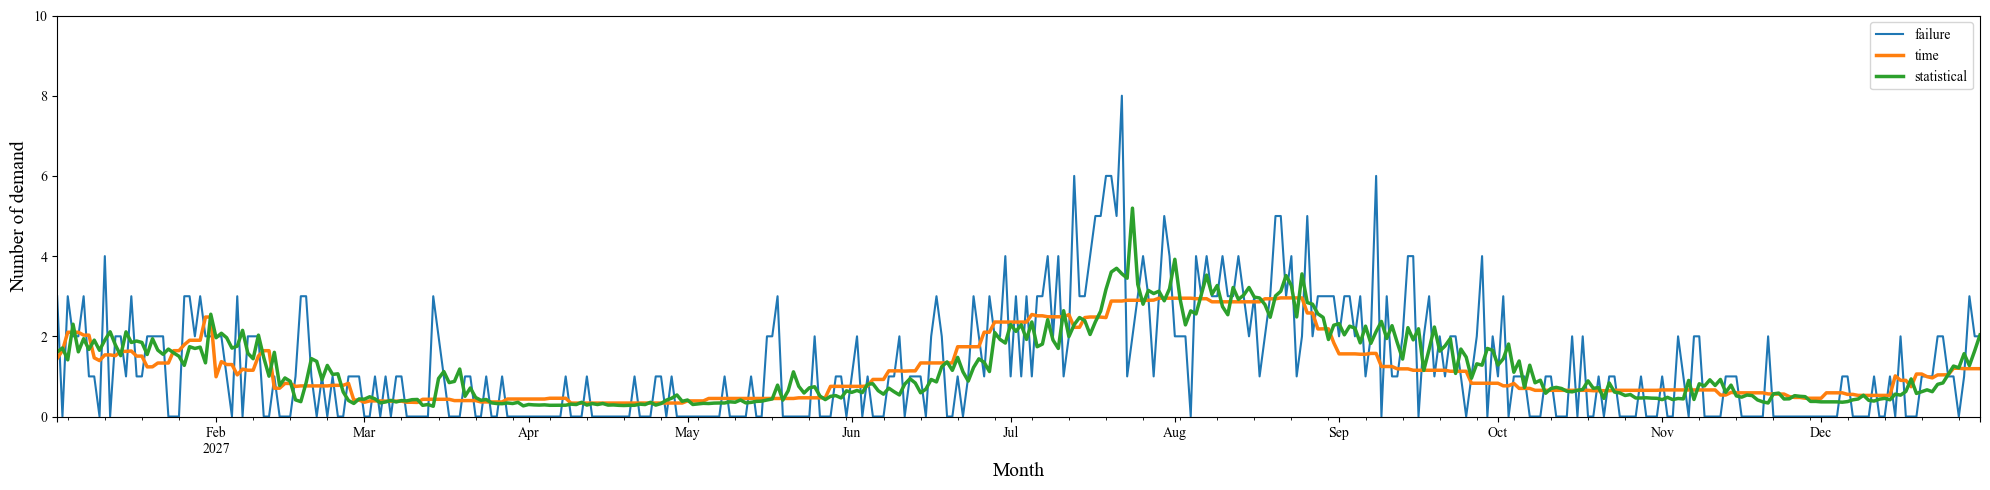 10
8
6
4
2
0
Number of demand
failure
time
statistical
Feb
2027
Mar
Apr
May
Jun
Jul
Aug
Sep
Oct
Nov
Dec
Month